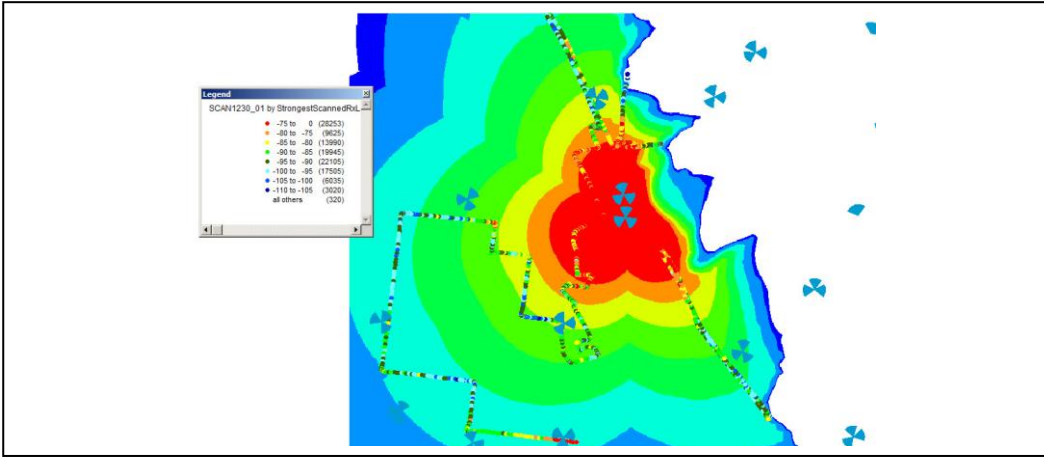 Legend
SCAN1230_01 by StrongestScannedRxL
-75 to 0 (28253)
-80 to -75 (9625)
-85 to -80 (13990)
-90 to -85 (19945)
-95 to -90 (22105)
-100 to -95 (17505)
-105 to -100 (6035)
-110 to -105 (3020)
all others (320)